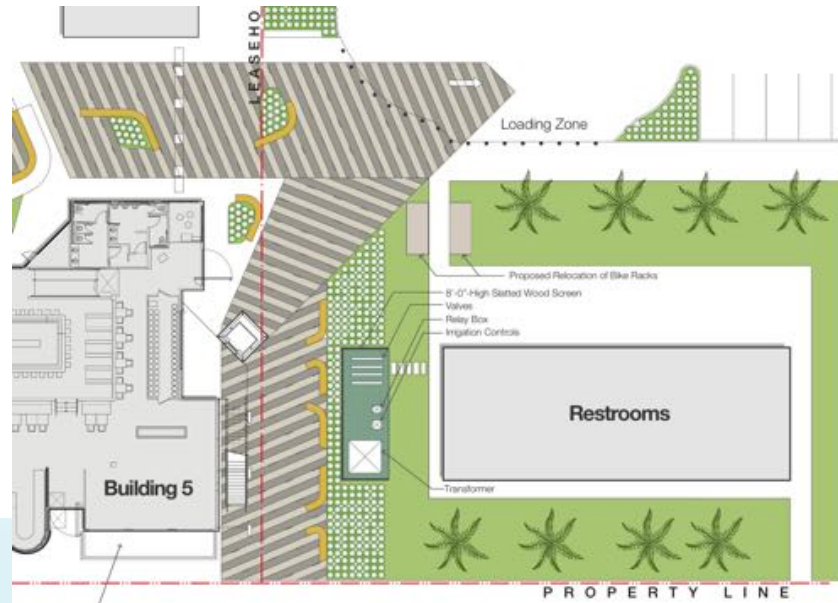 LEASEHO
Loading Zone
Proposed Relocation of Bike Racks
8'-0"-High Slatted Wood Screen
Valves
Relay Box
Irrigation Controls
Restrooms
Building 5
Transformer
PROPERTY LINE